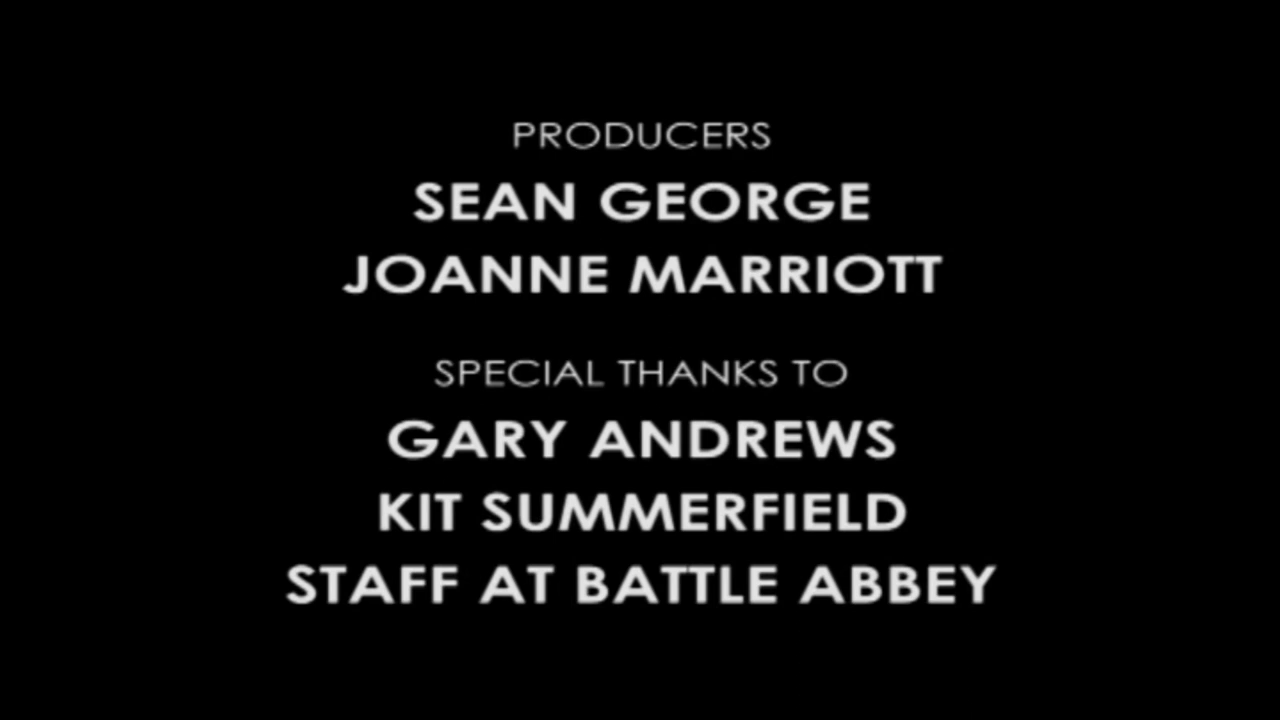 PRODUCERS
SEAN GEORGE
JOANNE MARRIOTT
SPECIAL THANKS TO
GARY ANDREWS
KIT SUMMERFIELD
STAFF AT BATTLE ABBEY